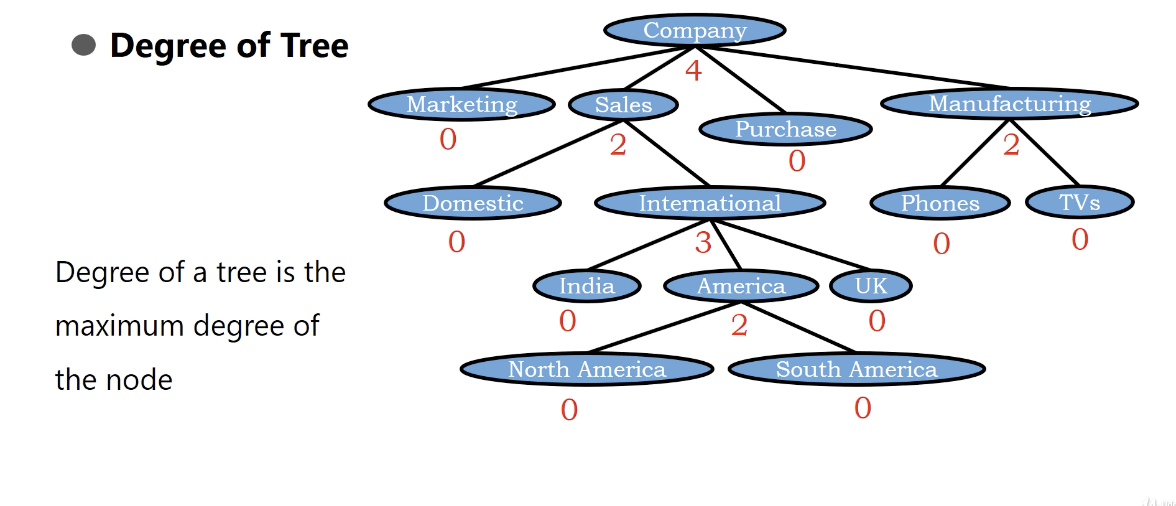 Degree of Tree
Company
4
Marketing
Sales
Purchase
Manufacturing
0
2
0
2
Domestic
International
Phones
TVs
0
3
0
0
Degree of a tree is the
maximum degree of
the node
India
America
UK
0
2
0
North America
South America
0
0